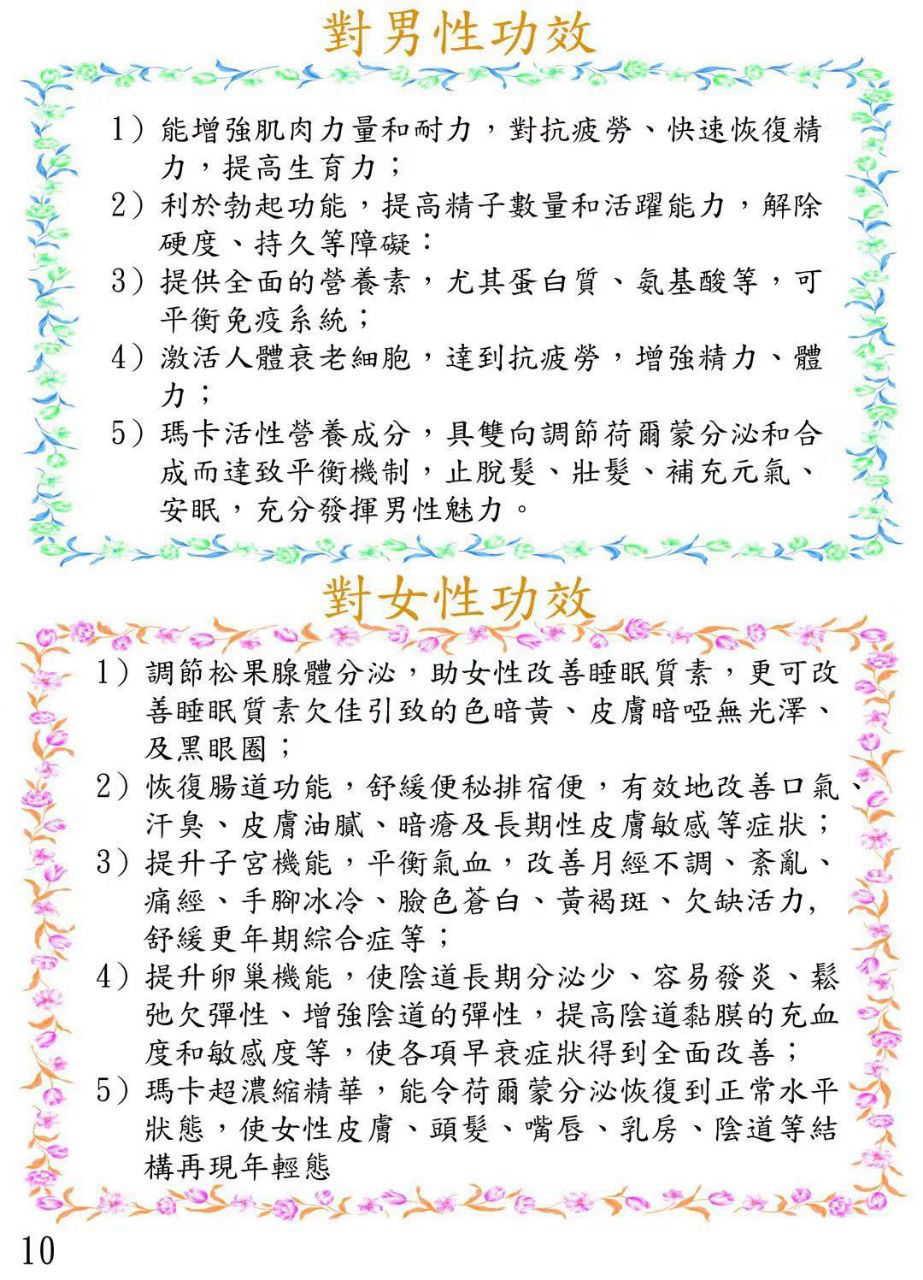 對男性功效
1) 能增強肌肉力量和耐力，對抗疲勞、快速恢復精
力，提高生育力；
2) 利於勃起功能，提高精子數量和活躍能力，解除
硬度、持久等障礙：
3) 提供全面的營養素，尤其蛋白質、氨基酸等，可
平衡免疫系統；
4) 激活人體衰老細胞，達到抗疲勞，增強精力、體
力；
5) 瑪卡活性營養成分，具雙向調節荷爾蒙分泌和合
成而達致平衡機制，止脫髮、壯髮、補充元氣、
安眠，充分發揮男性魅力。
對女性功效
1) 調節松果腺體分泌，助女性改善睡眠質素，更可改
善睡眠質素欠佳引致的色暗黃、皮膚暗啞無光澤、
及黑眼圈；
2) 恢復腸道功能，舒緩便秘排宿便，有效地改善口氣、
汗臭、皮膚油膩、暗瘡及長期性皮膚敏感等症狀；
3) 提升子宮機能，平衡氣血，改善月經不調、紊亂、
痛經、手腳冰冷、臉色蒼白、黃褐斑、欠缺活力,
舒緩更年期綜合症等；
4) 提升卵巢機能，使陰道長期分泌少、容易發炎、鬆
弛欠彈性、增強陰道的彈性，提高陰道黏膜的充血
度和敏感度等，使各項早衰症狀得到全面改善；
5) 瑪卡超濃縮精華，能令荷爾蒙分泌恢復到正常水平
狀態，使女性皮膚、頭髮、嘴唇、乳房、陰道等結
構再現年輕態
10